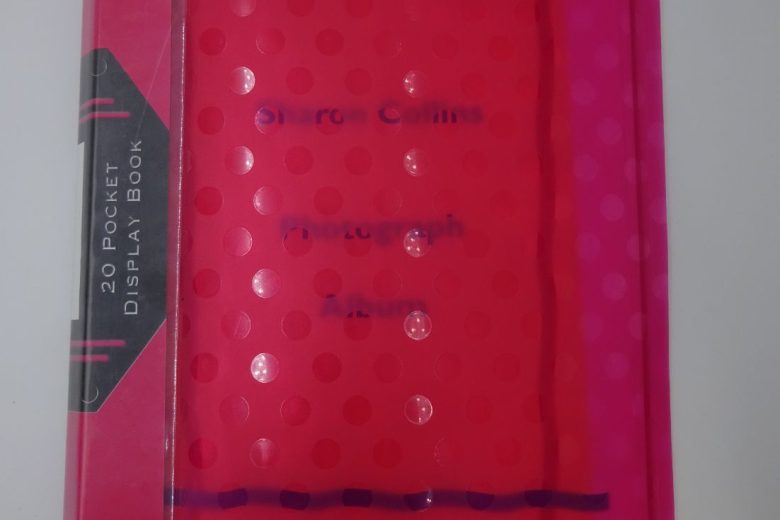 20 POCKET
DISPLAY BOOK
Sharon Collins
Photograph
Album